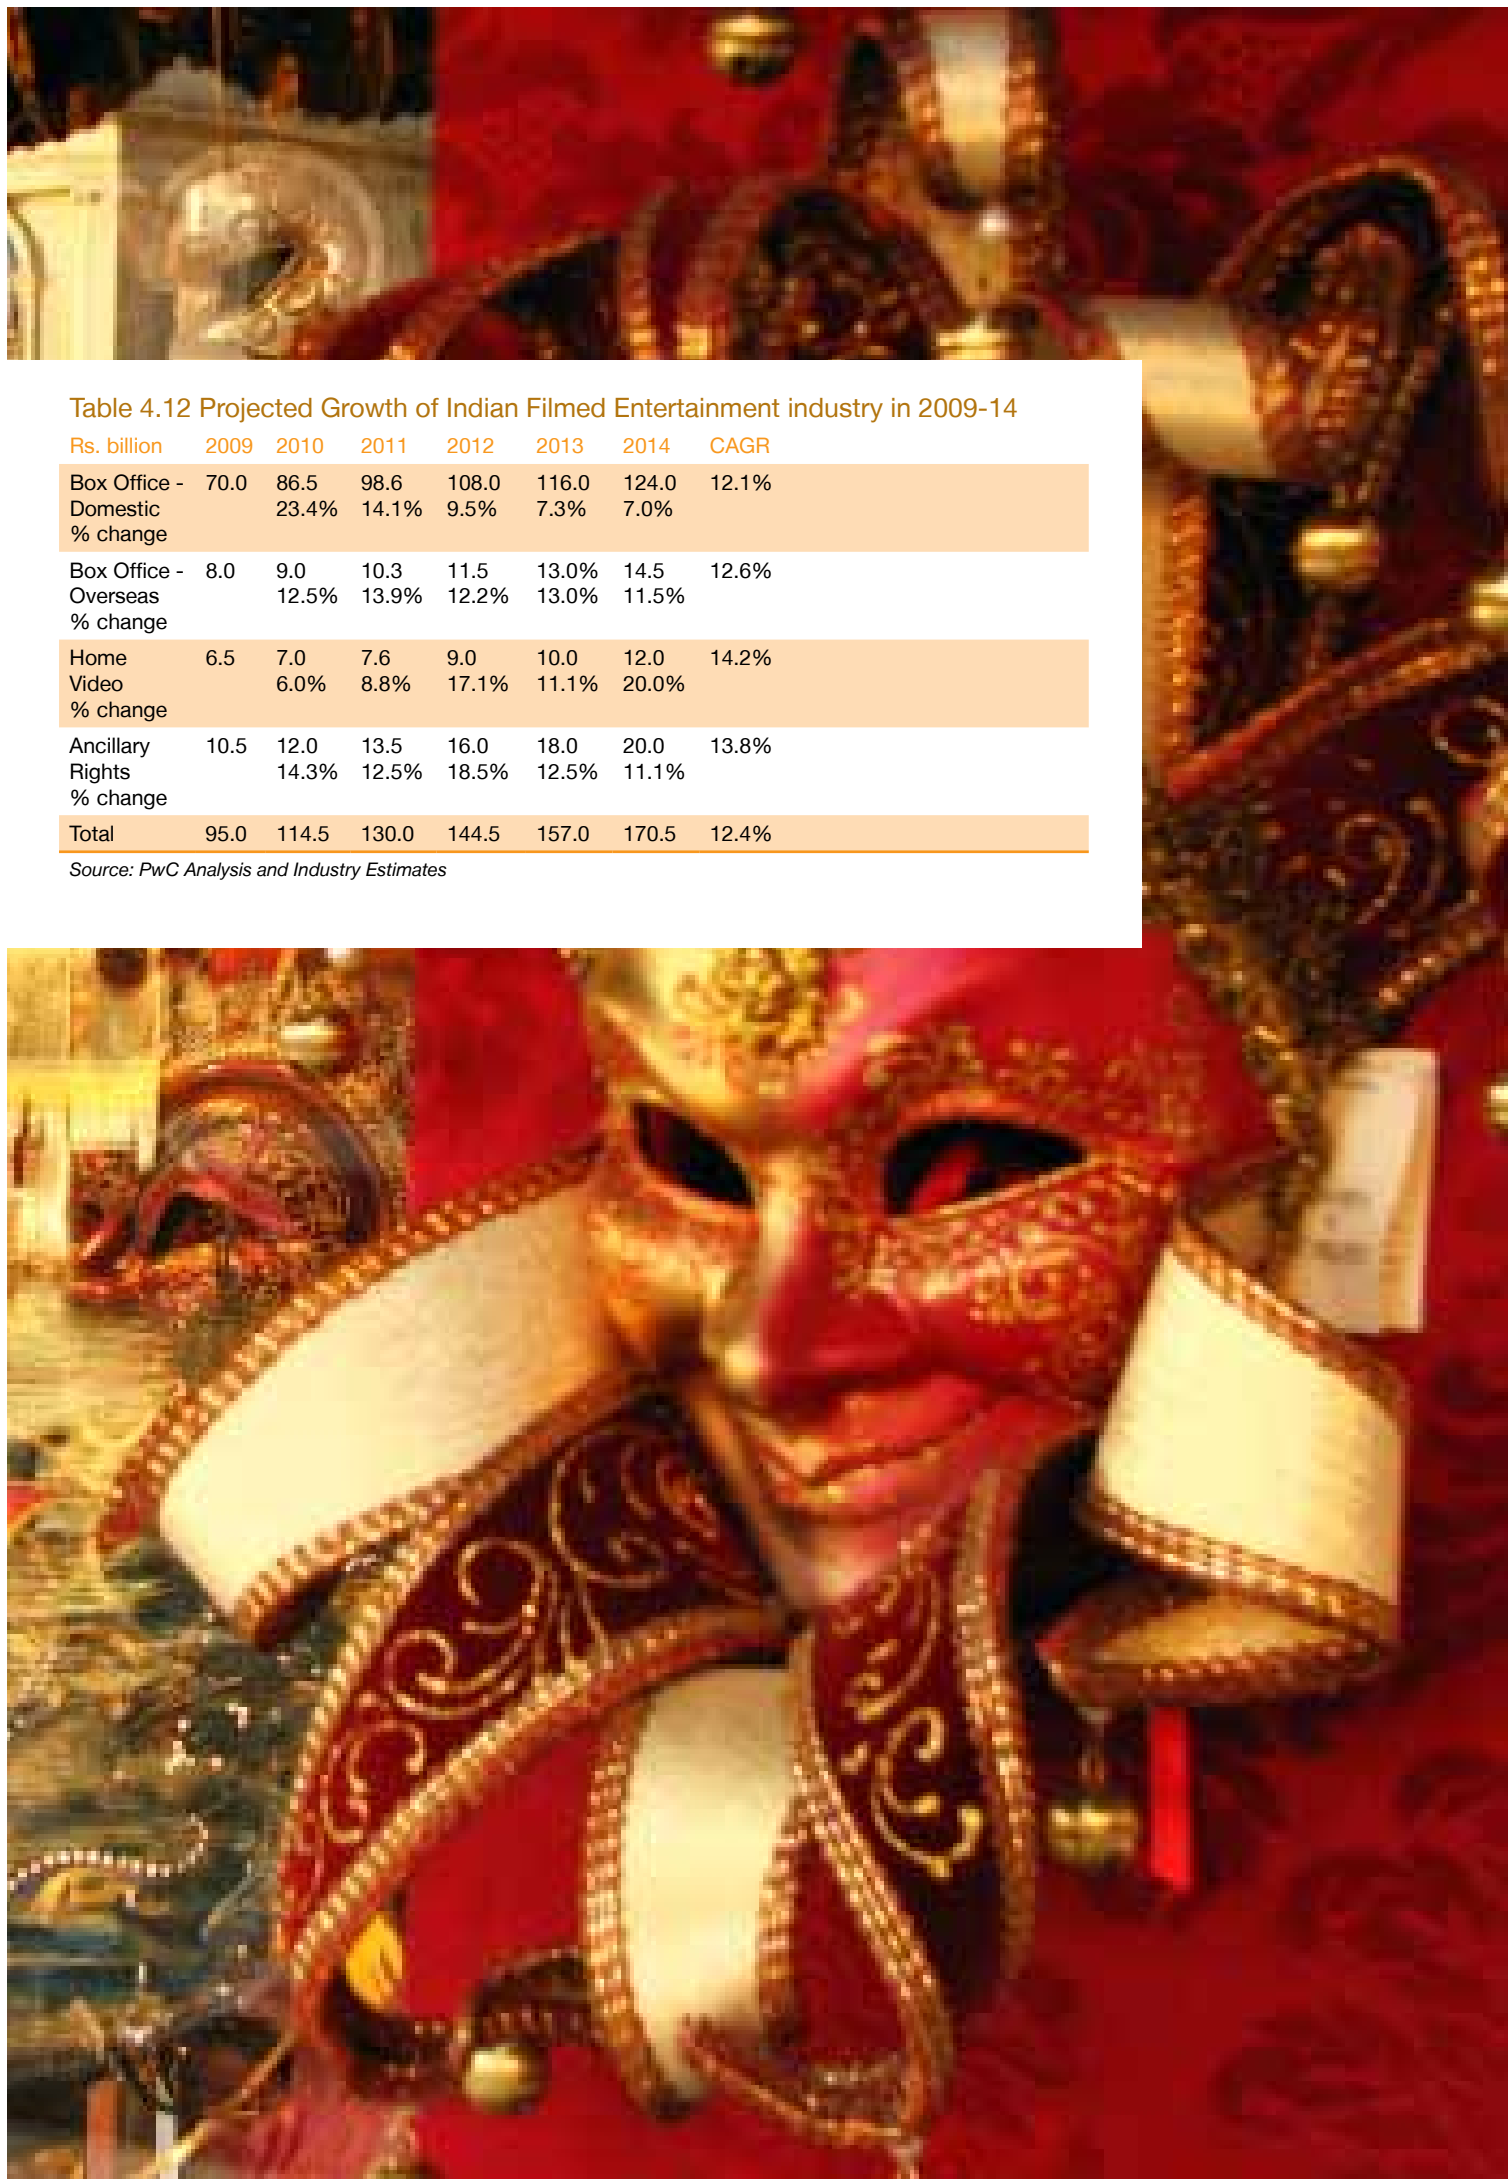 Table 4.12 Projected Growth of Indian Filmed Entertainment industry in 2009-14
Rs. billion 2009 2010 2011 2012 2013 2014 CAGR
Box Office - 70.0 86.5 98.6 108.0 116.0 124.0 12.1%
Domestic 23.4% 14.1% 9.5% 7.3% 7.0%
% change
Box Office - 8.0 9.0 10.3 11.5 13.0% 14.5 12.6%
Overseas 12.5% 13.9% 12.2% 13.0% 11.5%
% change
Home 6.5 7.0 7.6 9.0 10.0 12.0 14.2%
Video 6.0% 8.8% 17.1% 11.1% 20.0%
% change
Ancillary 10.5 12.0 13.5 16.0 18.0 20.0 13.8%
Rights 14.3% 12.5% 18.5% 12.5% 11.1%
% change
Total 95.0 114.5 130.0 144.5 157.0 170.5 12.4%
Source: PwC Analysis and Industry Estimates